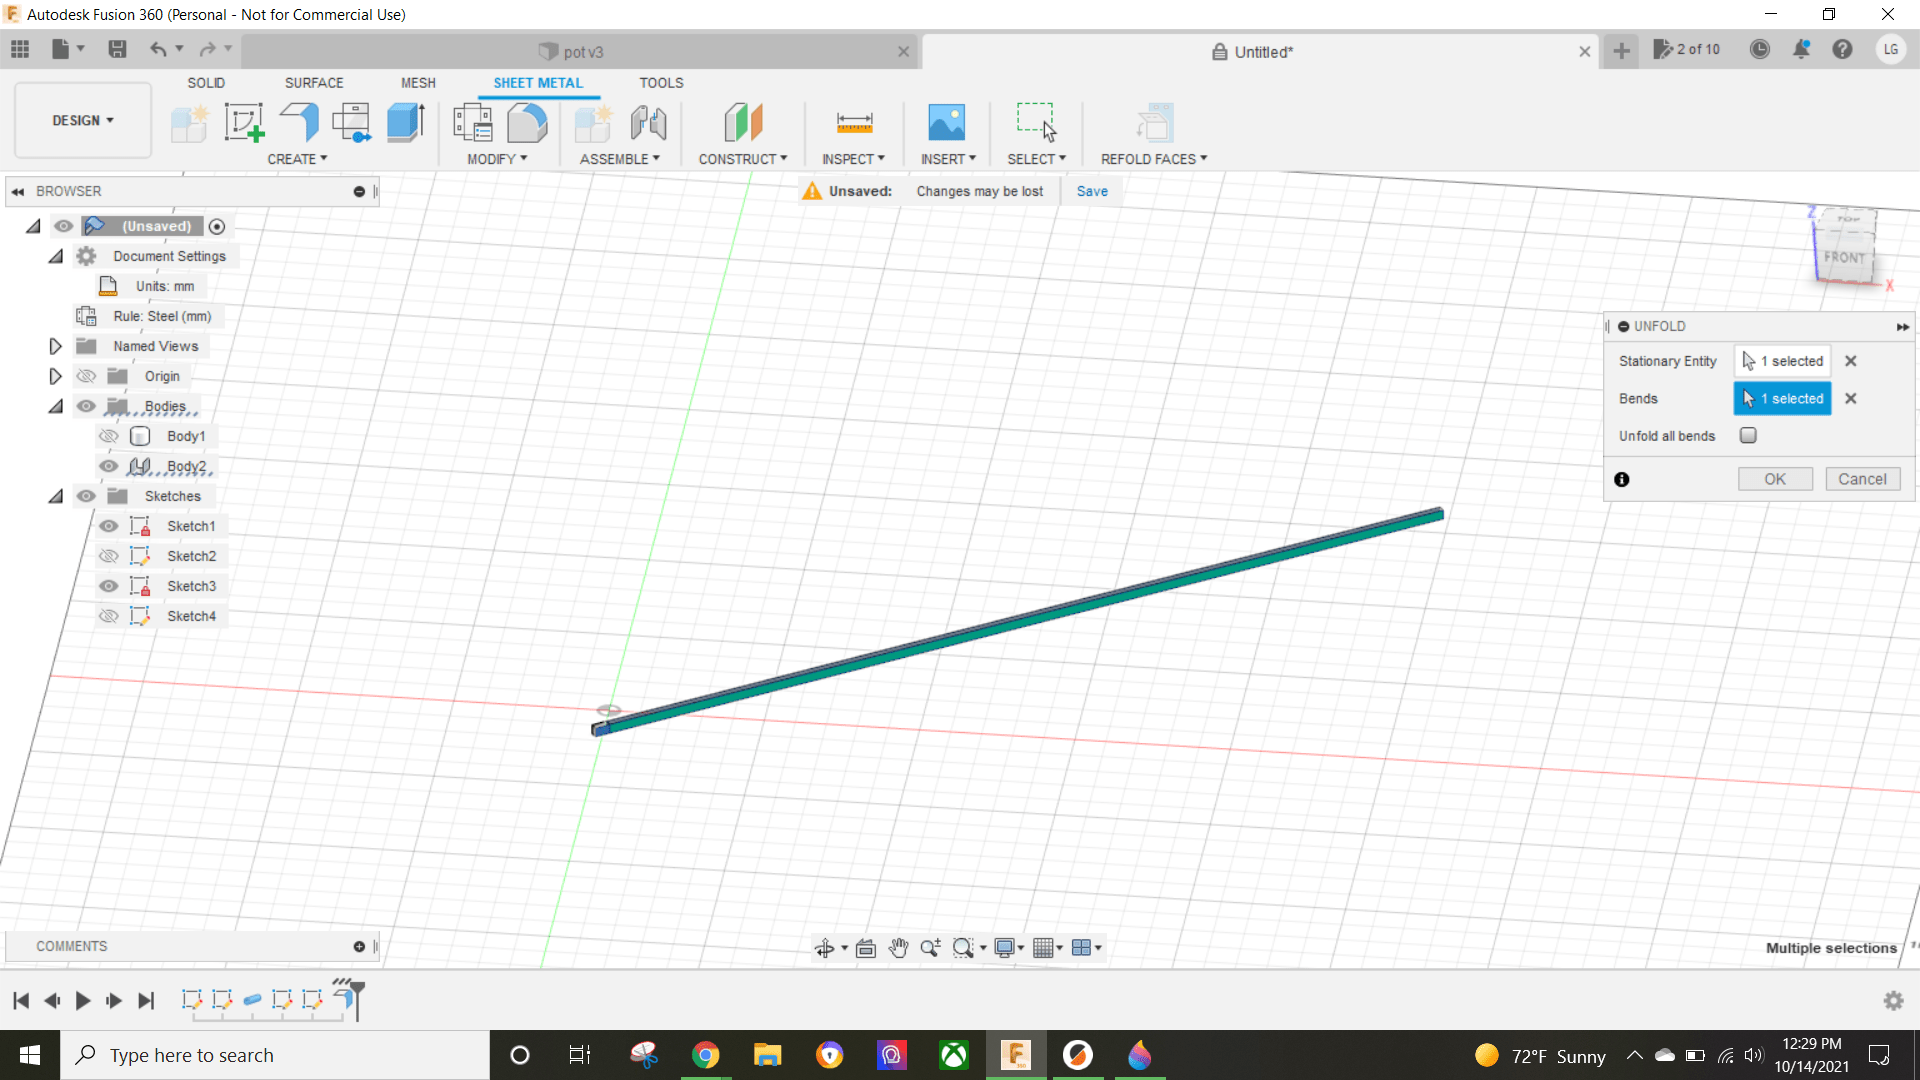 Autodesk Fusion 360 (Personal - Not for Commercial Use)
pot v3
Untitled*
2 of 10
LG
DESIGN
SOLID
SURFACE
MESH
SHEET METAL
TOOLS
CREATE
MODIFY
ASSEMBLE
CONSTRUCT
INSPECT
INSERT
SELECT
REFOLD FACES
BROWSER
Unsaved: Changes may be lost Save
(Unsaved)
Document Settings
Units: mm
Rule: Steel (mm)
Named Views
Origin
Bodies
Body1
Body2
Sketches
Sketch1
Sketch2
Sketch3
Sketch4
Z
TOP
FRONT
X
UNFOLD
Stationary Entity 1 selected
Bends 1 selected
Unfold all bends
OK Cancel
COMMENTS
Multiple selections
Type here to search
72°F Sunny
12:29 PM
10/14/2021